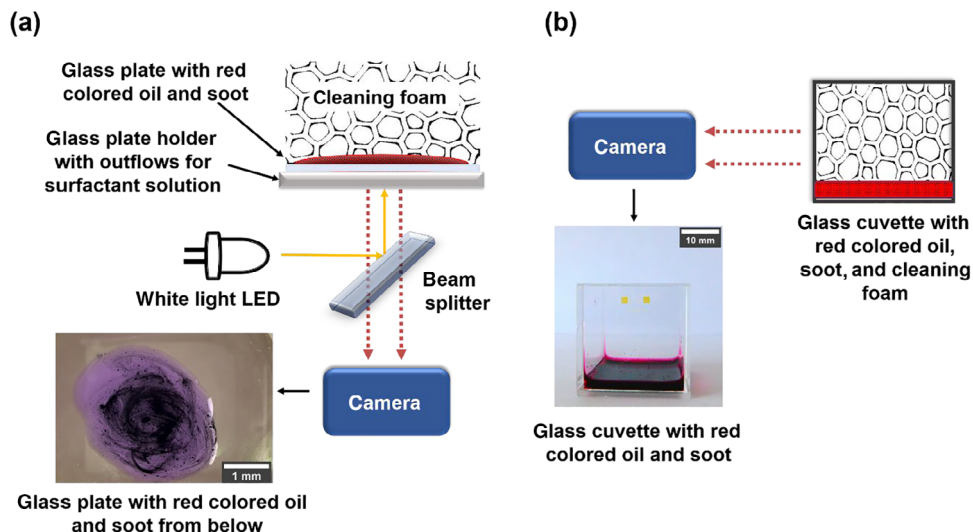 (a)
Glass plate with red
colored oil and soot
Cleaning foam
Glass plate holder
with outflows for
surfactant solution
White light LED
Beam
splitter
Camera
1 mm
Glass plate with red colored oil
and soot from below
(b)
Camera
10 mm
Glass cuvette with
red colored oil,
soot, and cleaning
foam
Glass cuvette with red
colored oil and soot